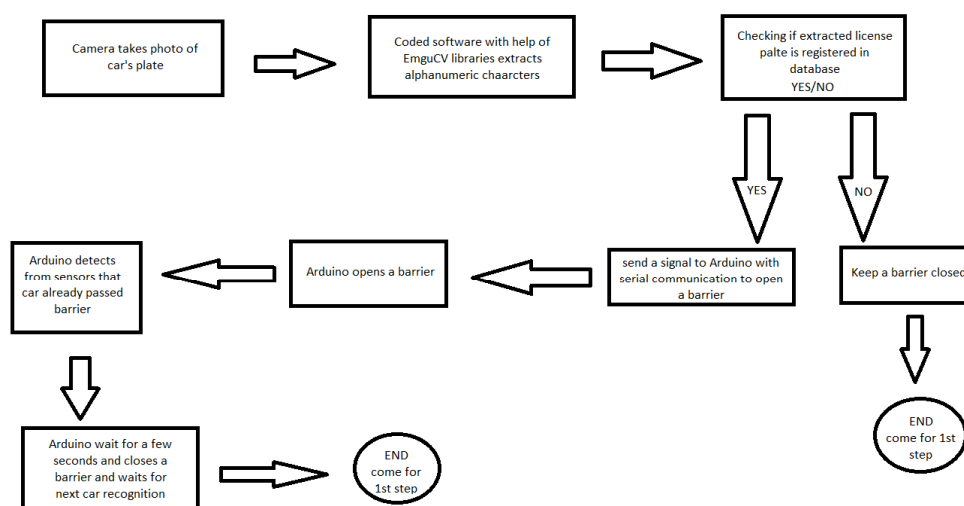 Camera takes photo of
car's plate
Coded software with help of
EmguCV libraries extracts
alphanumeric chaarcters
Checking if extracted license
palte is registered in
database
YES/NO
YES
NO
Arduino detects
from sensors that
car already passed
barrier
Arduino opens a barrier
send a signal to Arduino with
serial communication to open
a barrier
Keep a barrier closed
END
come for 1st
step
Arduino wait for a few
seconds and closes a
barrier and waits for
next car recognition
END
come for
1st step